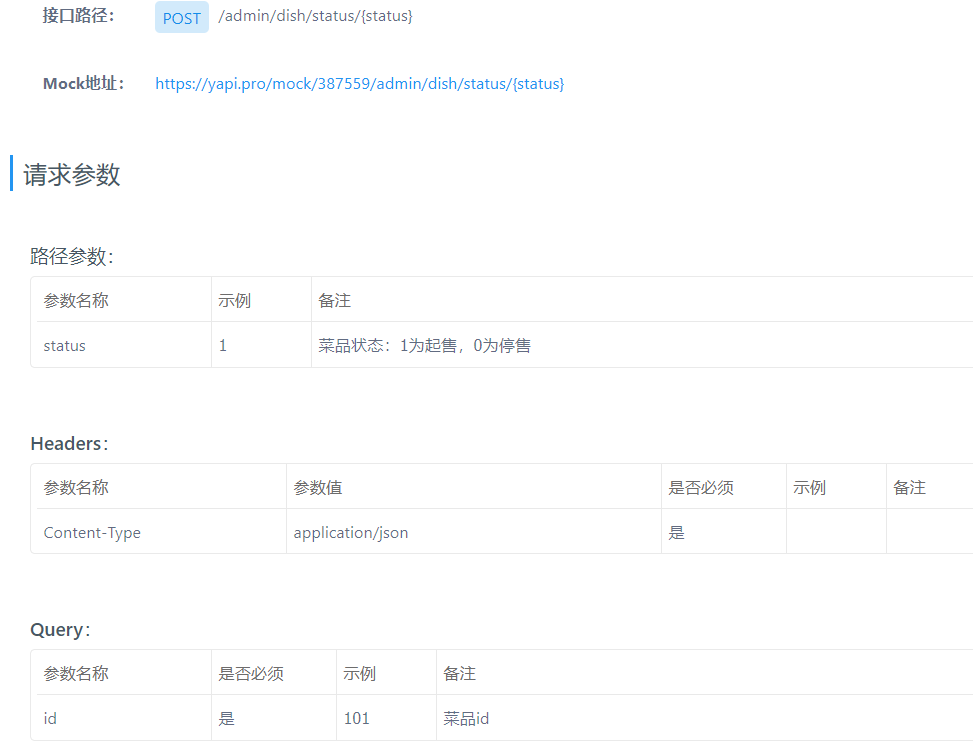 接口路径： POST /admin/dish/status/{status}
Mock地址： https://yapi.pro/mock/387559/admin/dish/status/{status}
请求参数
路径参数：
参数名称 示例 备注
status 1 菜品状态：1为起售，0为停售
Headers：
参数名称 参数值 是否必须 示例 备注
Content-Type application/json 是
Query：
参数名称 是否必须 示例 备注
id 是 101 菜品id